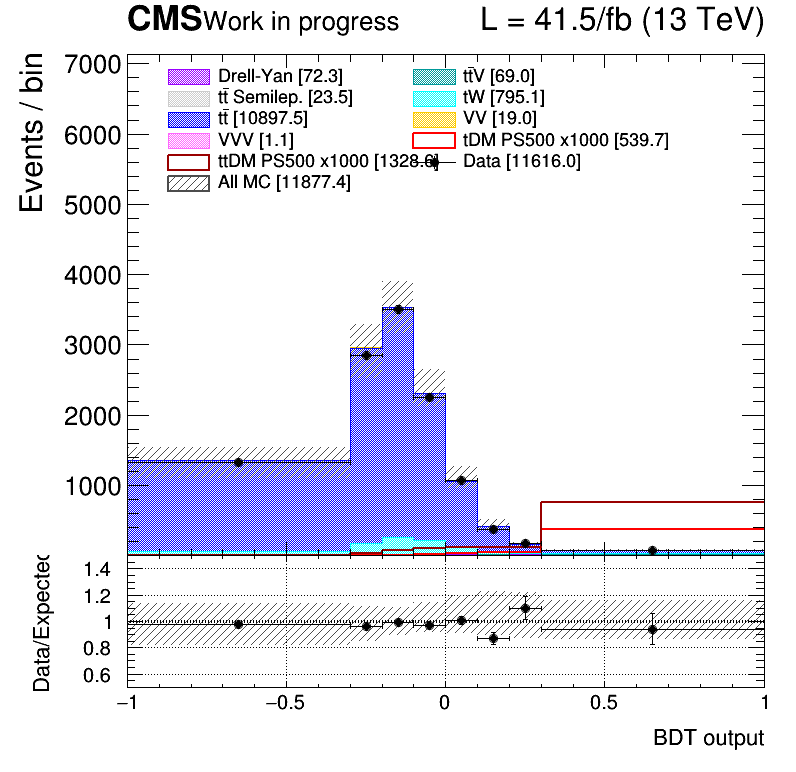 CMS Work in progress L = 41.5/fb (13 TeV)
Events / bin
7000
6000
5000
4000
3000
2000
1000
Drell-Yan [72.3]
tt̄V [69.0]
tt̄ Semilep. [23.5]
tW [795.1]
tt̄ [10897.5]
VV [19.0]
VVV [1.1]
tDM PS500 x1000 [539.7]
ttDM PS500 x1000 [1328.6]
Data [11616.0]
All MC [11877.4]
Data/Expected
1.4
1.2
1
0.8
0.6
−1 −0.5 0 0.5 1
BDT output